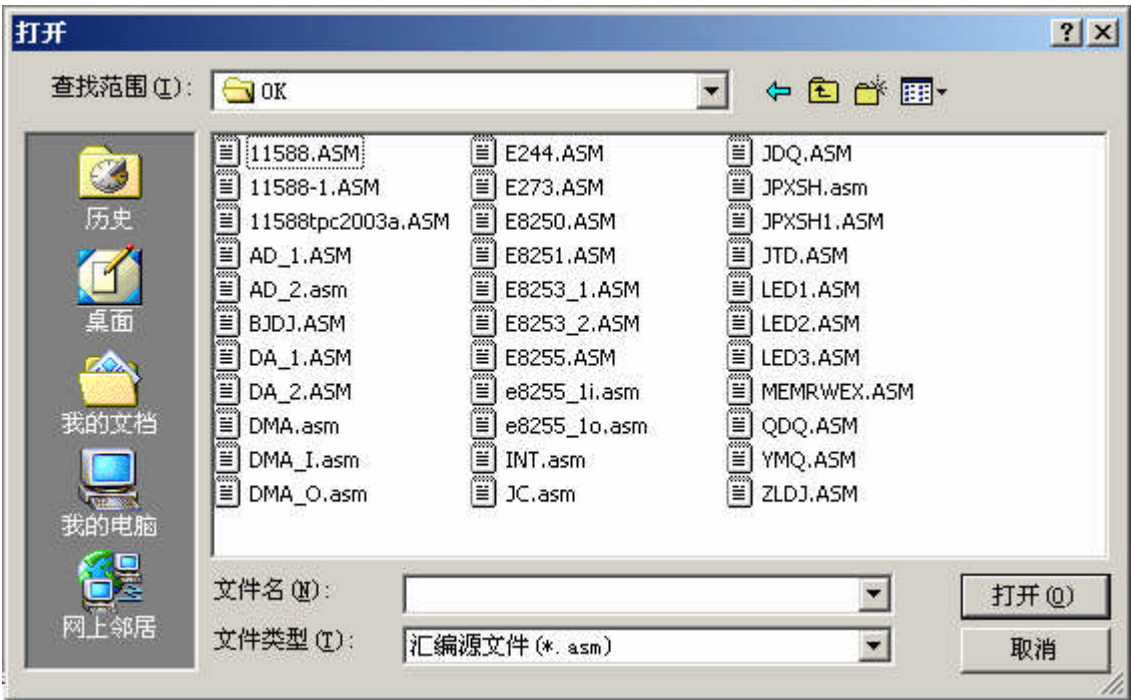 打开
查找范围(I):
OK
历史
桌面
我的文档
我的电脑
网上邻居
11588.ASM
11588-1.ASM
11588tpc2003a.ASM
AD_1.ASM
AD_2.asm
BJDJ.ASM
DA_1.ASM
DA_2.ASM
DMA.asm
DMA_I.asm
DMA_O.asm
E244.ASM
E273.ASM
E8250.ASM
E8251.ASM
E8253_1.ASM
E8253_2.ASM
E8255.ASM
e8255_1i.asm
e8255_1o.asm
INT.asm
JC.asm
JDQ.ASM
JPXSH.asm
JPXSH1.ASM
JTD.ASM
LED1.ASM
LED2.ASM
LED3.ASM
MEMRWEX.ASM
QDQ.ASM
YMQ.ASM
ZLDJ.ASM
文件名(N):
打开(O)
文件类型(T):
汇编源文件(*.asm)
取消